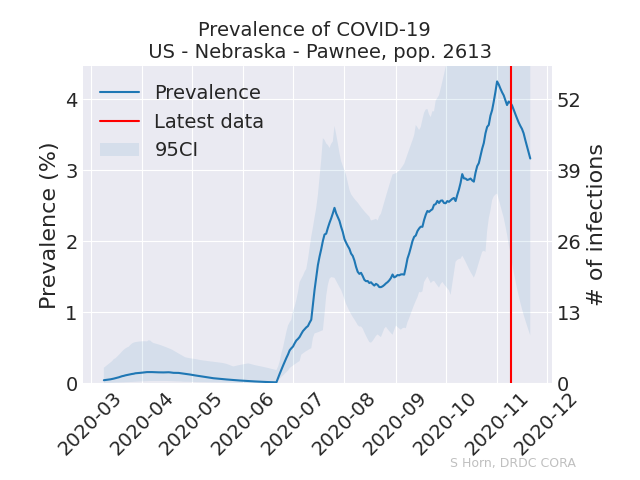 Prevalence of COVID-19
US - Nebraska - Pawnee, pop. 2613
Prevalence
Latest data
95CI
Prevalence (%)
4
3
2
1
0
# of infections
52
39
26
13
0
2020-03
2020-04
2020-05
2020-06
2020-07
2020-08
2020-09
2020-10
2020-11
2020-12
S Horn, DRDC CORA